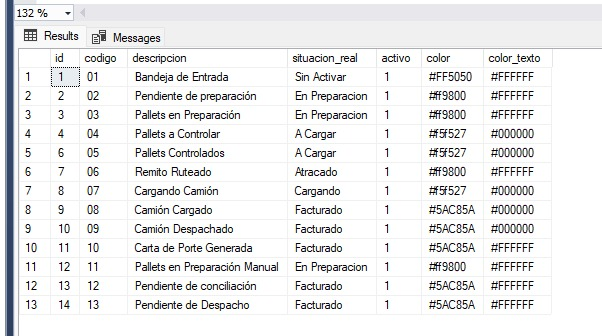 132 %
Results Messages
id codigo descripcion situacion_real activo color color_texto
1 1 01 Bandeja de Entrada Sin Activar 1 #FF5050 #FFFFFF
2 2 02 Pendiente de preparación En Preparacion 1 #ff9800 #FFFFFF
3 3 03 Pallets en Preparación En Preparacion 1 #ff9800 #FFFFFF
4 4 04 Pallets a Controlar A Cargar 1 #f5f527 #000000
5 6 05 Pallets Controlados A Cargar 1 #f5f527 #000000
6 7 06 Remito Ruteado Atracado 1 #ff9800 #FFFFFF
7 8 07 Cargando Camión Cargando 1 #f5f527 #000000
8 9 08 Camión Cargado Facturado 1 #5AC85A #000000
9 10 09 Camión Despachado Facturado 1 #5AC85A #000000
10 11 10 Carta de Porte Generada Facturado 1 #5AC85A #FFFFFF
11 12 11 Pallets en Preparación Manual En Preparacion 1 #ff9800 #FFFFFF
12 13 12 Pendiente de conciliación Facturado 1 #5AC85A #FFFFFF
13 14 13 Pendiente de Despacho Facturado 1 #5AC85A #FFFFFF